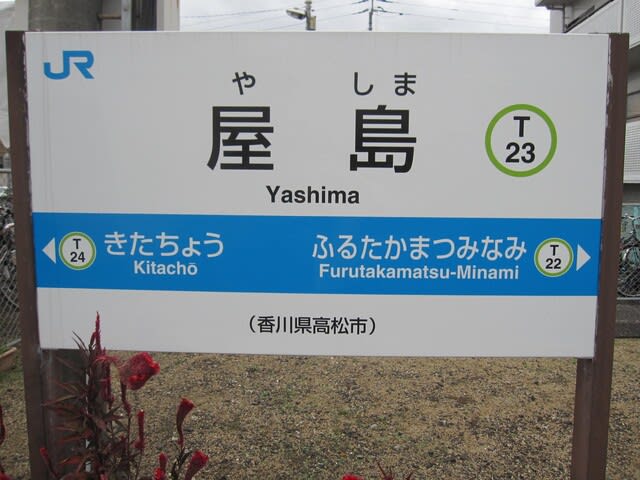 JR
や しま
屋島
T
23
Yashima
T
24
きたちょう
Kitachō
ふるたかまつみなみ
Furutakamatsu-Minami
T
22
（香川県高松市）